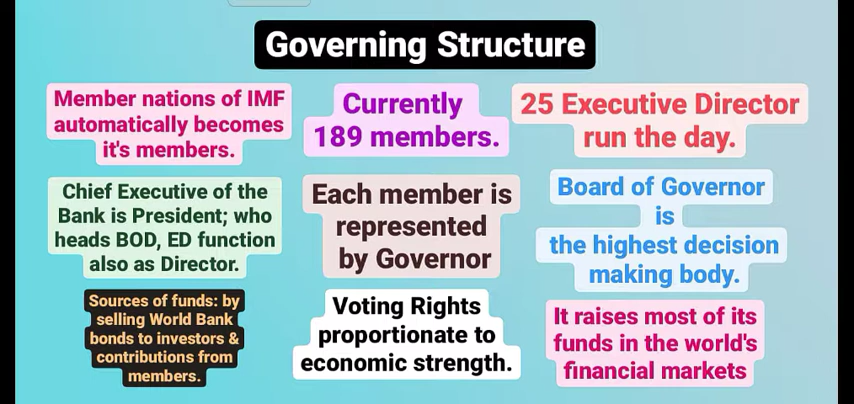 Governing Structure
Member nations of IMF
automatically becomes
it's members.
Currently
189 members.
25 Executive Director
run the day.
Chief Executive of the
Bank is President; who
heads BOD, ED function
also as Director.
Each member is
represented
by Governor
Board of Governor
is
the highest decision
making body.
Sources of funds: by
selling World Bank
bonds to investors &
contributions from
members.
Voting Rights
proportionate to
economic strength.
It raises most of its
funds in the world's
financial markets